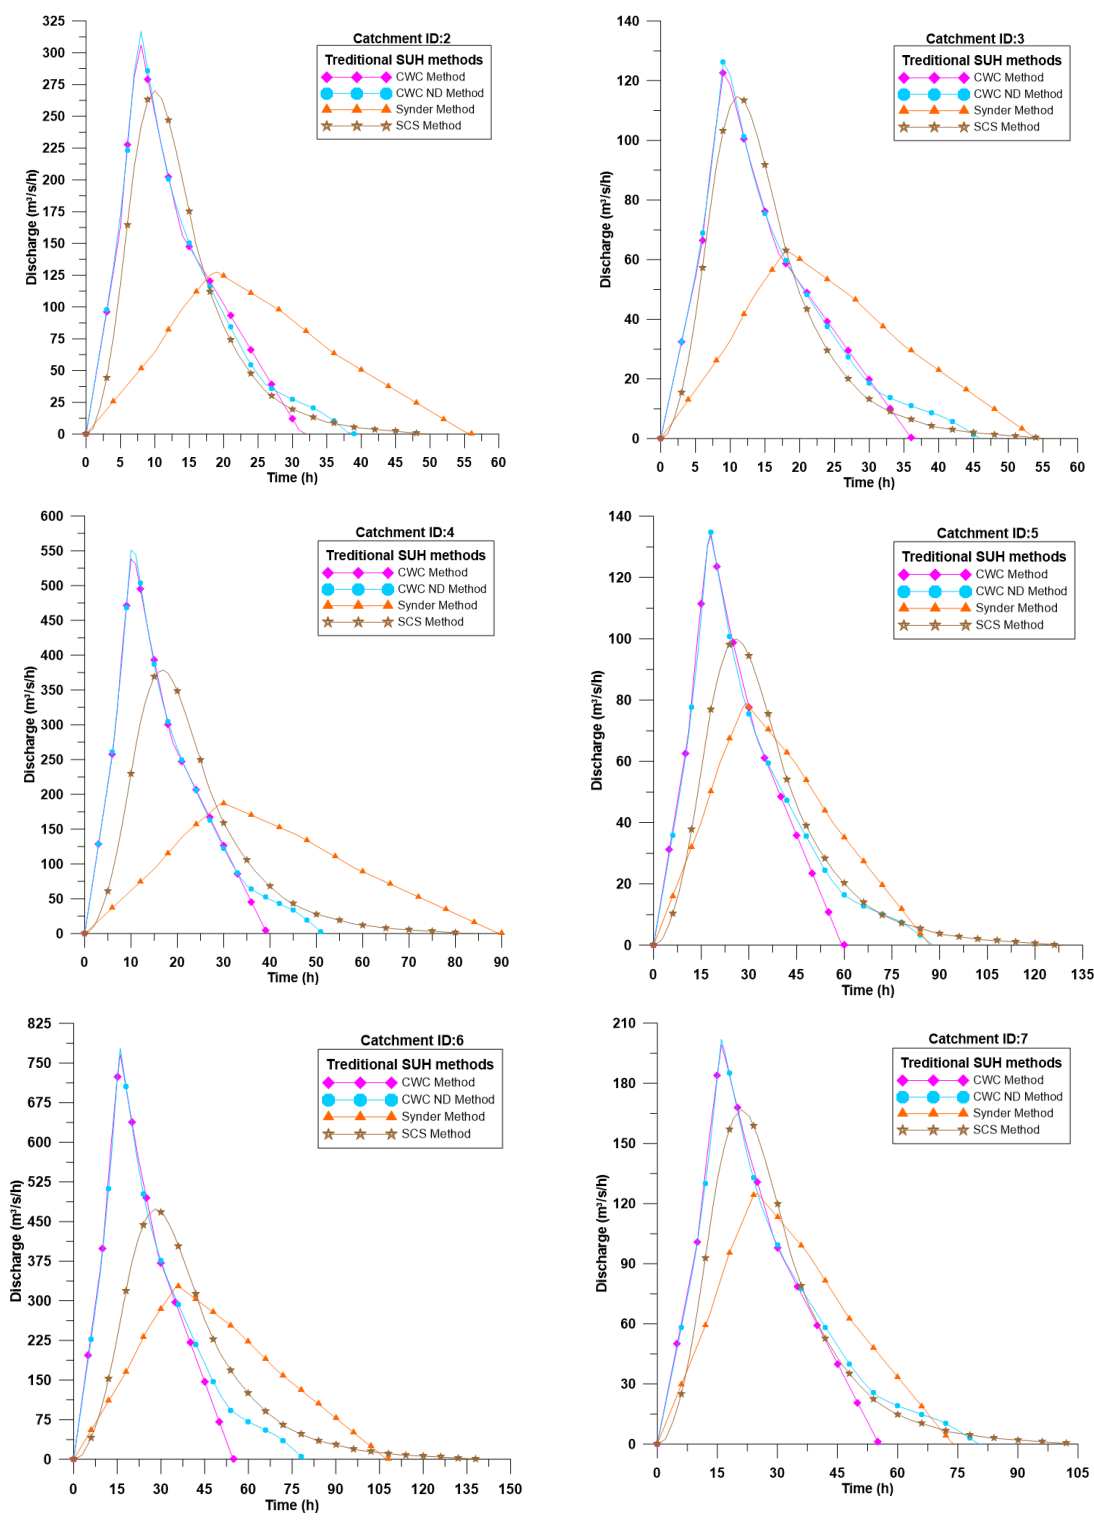 Catchment ID:2
Treditional SUH methods
CWC Method
CWC ND Method
Synder Method
SCS Method
Discharge (m³/s/h)
325
300
275
250
225
200
175
150
125
100
75
50
25
0
0 5 10 15 20 25 30 35 40 45 50 55 60
Time (h)
Catchment ID:3
Treditional SUH methods
CWC Method
CWC ND Method
Synder Method
SCS Method
Discharge (m³/s/h)
140
120
100
80
60
40
20
0
0 5 10 15 20 25 30 35 40 45 50 55 60
Time (h)
Catchment ID:4
Treditional SUH methods
CWC Method
CWC ND Method
Synder Method
SCS Method
Discharge (m³/s/h)
600
550
500
450
400
350
300
250
200
150
100
50
0
0 10 20 30 40 50 60 70 80 90
Time (h)
Catchment ID:5
Treditional SUH methods
CWC Method
CWC ND Method
Synder Method
SCS Method
Discharge (m³/s/h)
140
120
100
80
60
40
20
0
0 15 30 45 60 75 90 105 120 135
Time (h)
Catchment ID:6
Treditional SUH methods
CWC Method
CWC ND Method
Synder Method
SCS Method
Discharge (m³/s/h)
825
750
675
600
525
450
375
300
225
150
75
0
0 15 30 45 60 75 90 105 120 135 150
Time (h)
Catchment ID:7
Treditional SUH methods
CWC Method
CWC ND Method
Synder Method
SCS Method
Discharge (m³/s/h)
210
180
150
120
90
60
30
0
0 15 30 45 60 75 90 105
Time (h)